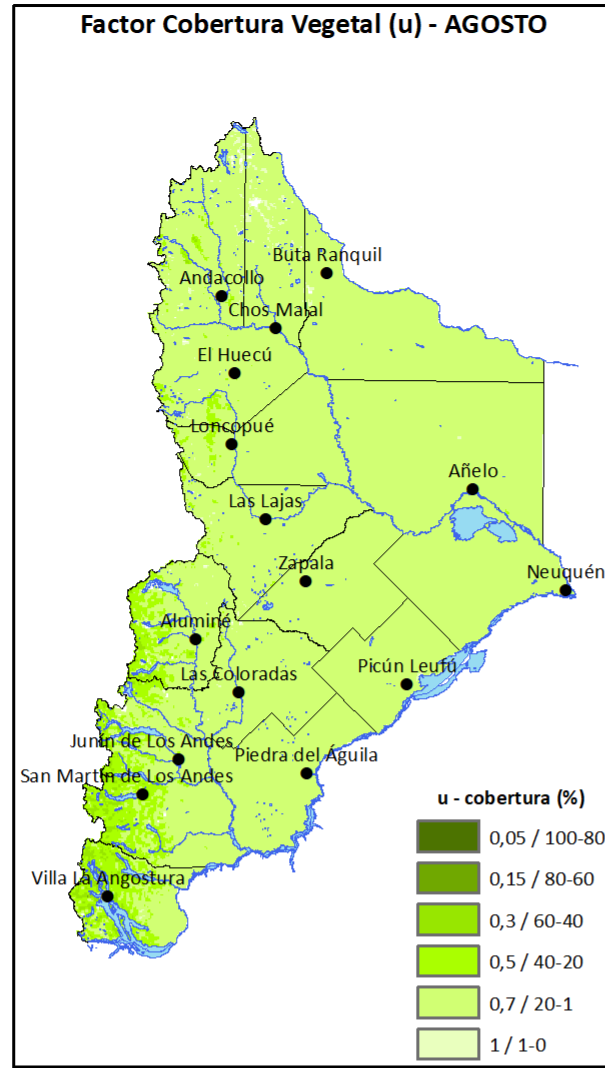 Factor Cobertura Vegetal (u) - AGOSTO
Buta Ranquil
Andacollo
Chos Malal
El Huecú
Loncopué
Añelo
Las Lajas
Zapala
Neuquén
Aluminé
Las Coloradas
Picún Leufú
Junín de Los Andes
Piedra del Águila
San Martín de Los Andes
u - cobertura (%)
0,05 / 100-80
0,15 / 80-60
Villa La Angostura
0,3 / 60-40
0,5 / 40-20
0,7 / 20-1
1 / 1-0